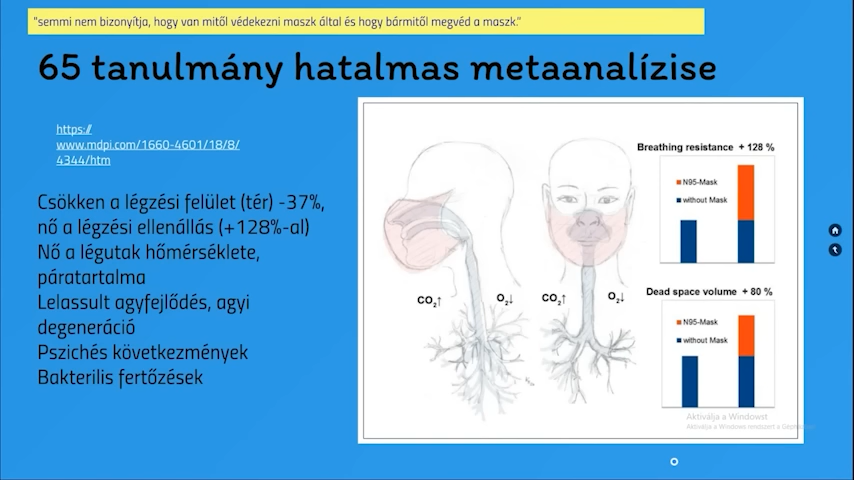 "semmi nem bizonyítja, hogy van mitől védekezni maszk által és hogy bármitől megvéd a maszk."
65 tanulmány hatalmas metaanalízise
https://
www.mdpi.com/1660-4601/18/8/
4344/htm
Csökken a légzési felület (tér) -37%,
nő a légzési ellenállás (+128%-al)
Nő a légutak hőmérséklete,
páratartalma
Lelassult agyfejlődés, agyi
degeneráció
Pszichés következmények
Bakterilis fertőzések
CO₂↑
O₂↓
CO₂↑
O₂↓
Breathing resistance + 128 %
N95-Mask
without Mask
Dead space volume + 80 %
N95-Mask
without Mask
Aktiválja a Windowst
Aktiválja a Windows rendszert a